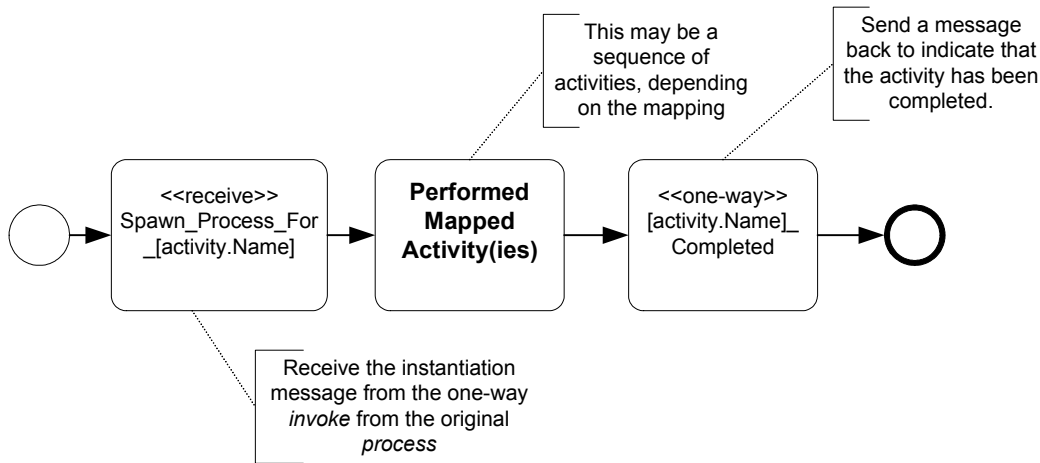 This may be a
sequence of
activities, depending
on the mapping
Send a message
back to indicate that
the activity has been
completed.
<<receive>>
Spawn_Process_For
_[activity.Name]
Performed
Mapped
Activity(ies)
<<one-way>>
[activity.Name]_
Completed
Receive the instantiation
message from the one-way
invoke from the original
process